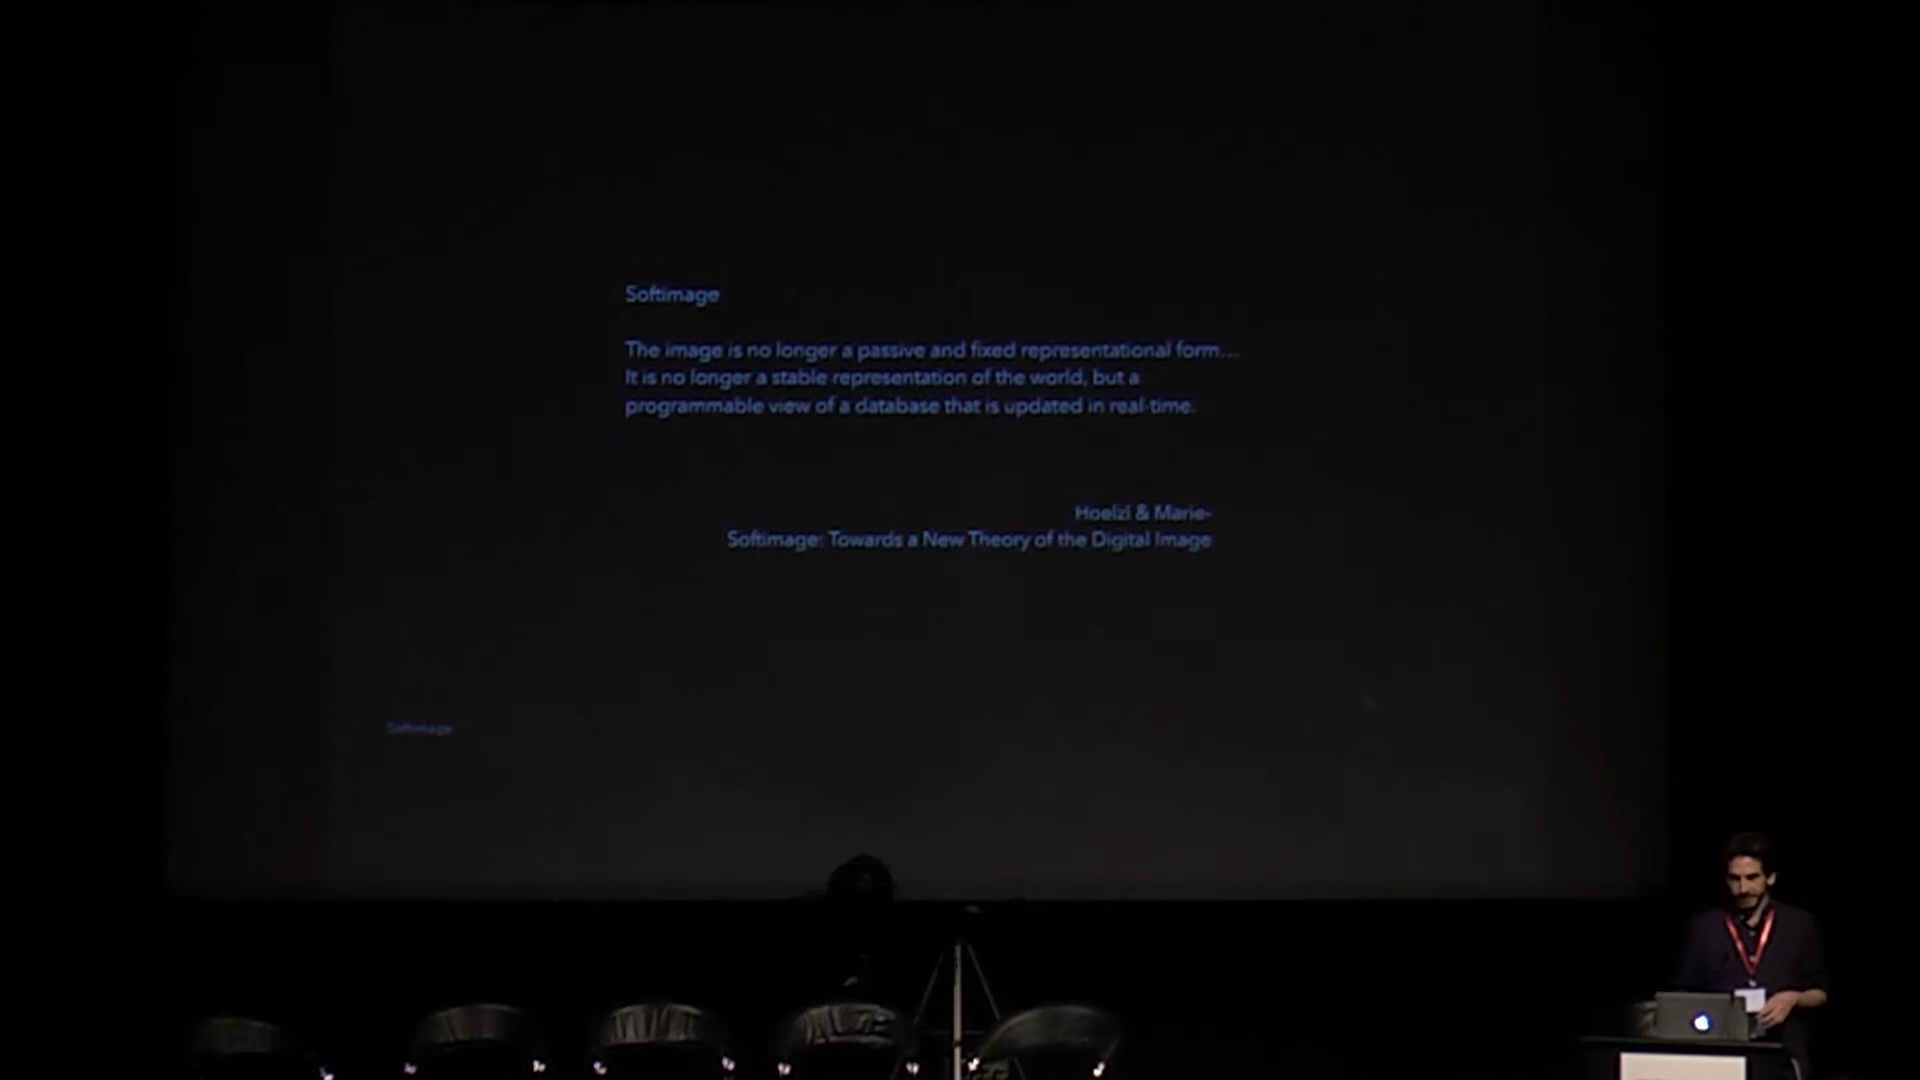 Softimage
The image is no longer a passive and fixed representational form...
It is no longer a stable representation of the world, but a
programmable view of a database that is updated in real-time.
Hoelzl & Marie-
Softimage: Towards a New Theory of the Digital Image
Softimage